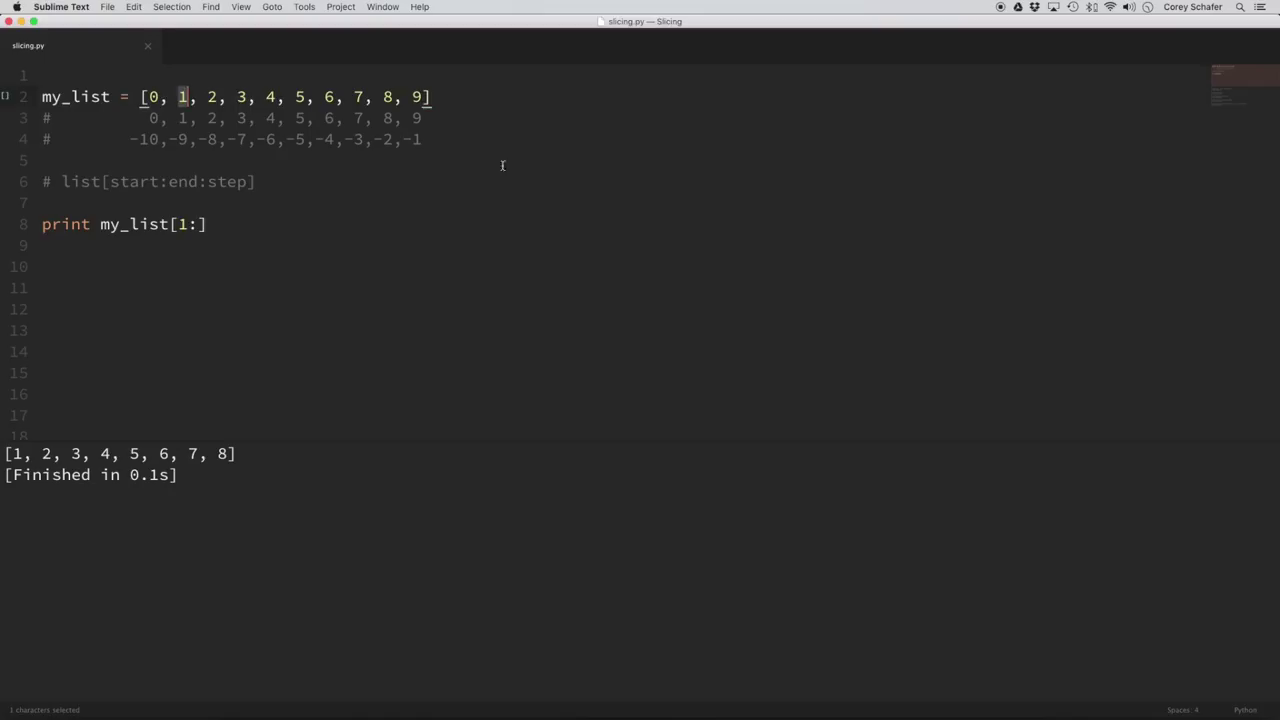 Sublime Text File Edit Selection Find View Goto Tools Project Window Help Corey Schafer
slicing.py — Slicing
slicing.py
1
2 my_list = [0, 1, 2, 3, 4, 5, 6, 7, 8, 9]
3 # 0, 1, 2, 3, 4, 5, 6, 7, 8, 9
4 # -10,-9,-8,-7,-6,-5,-4,-3,-2,-1
5
6 # list[start:end:step]
7
8 print my_list[1:]
9
10
11
12
13
14
15
16
17
18
[1, 2, 3, 4, 5, 6, 7, 8]
[Finished in 0.1s]
1 characters selected Spaces: 4 Python